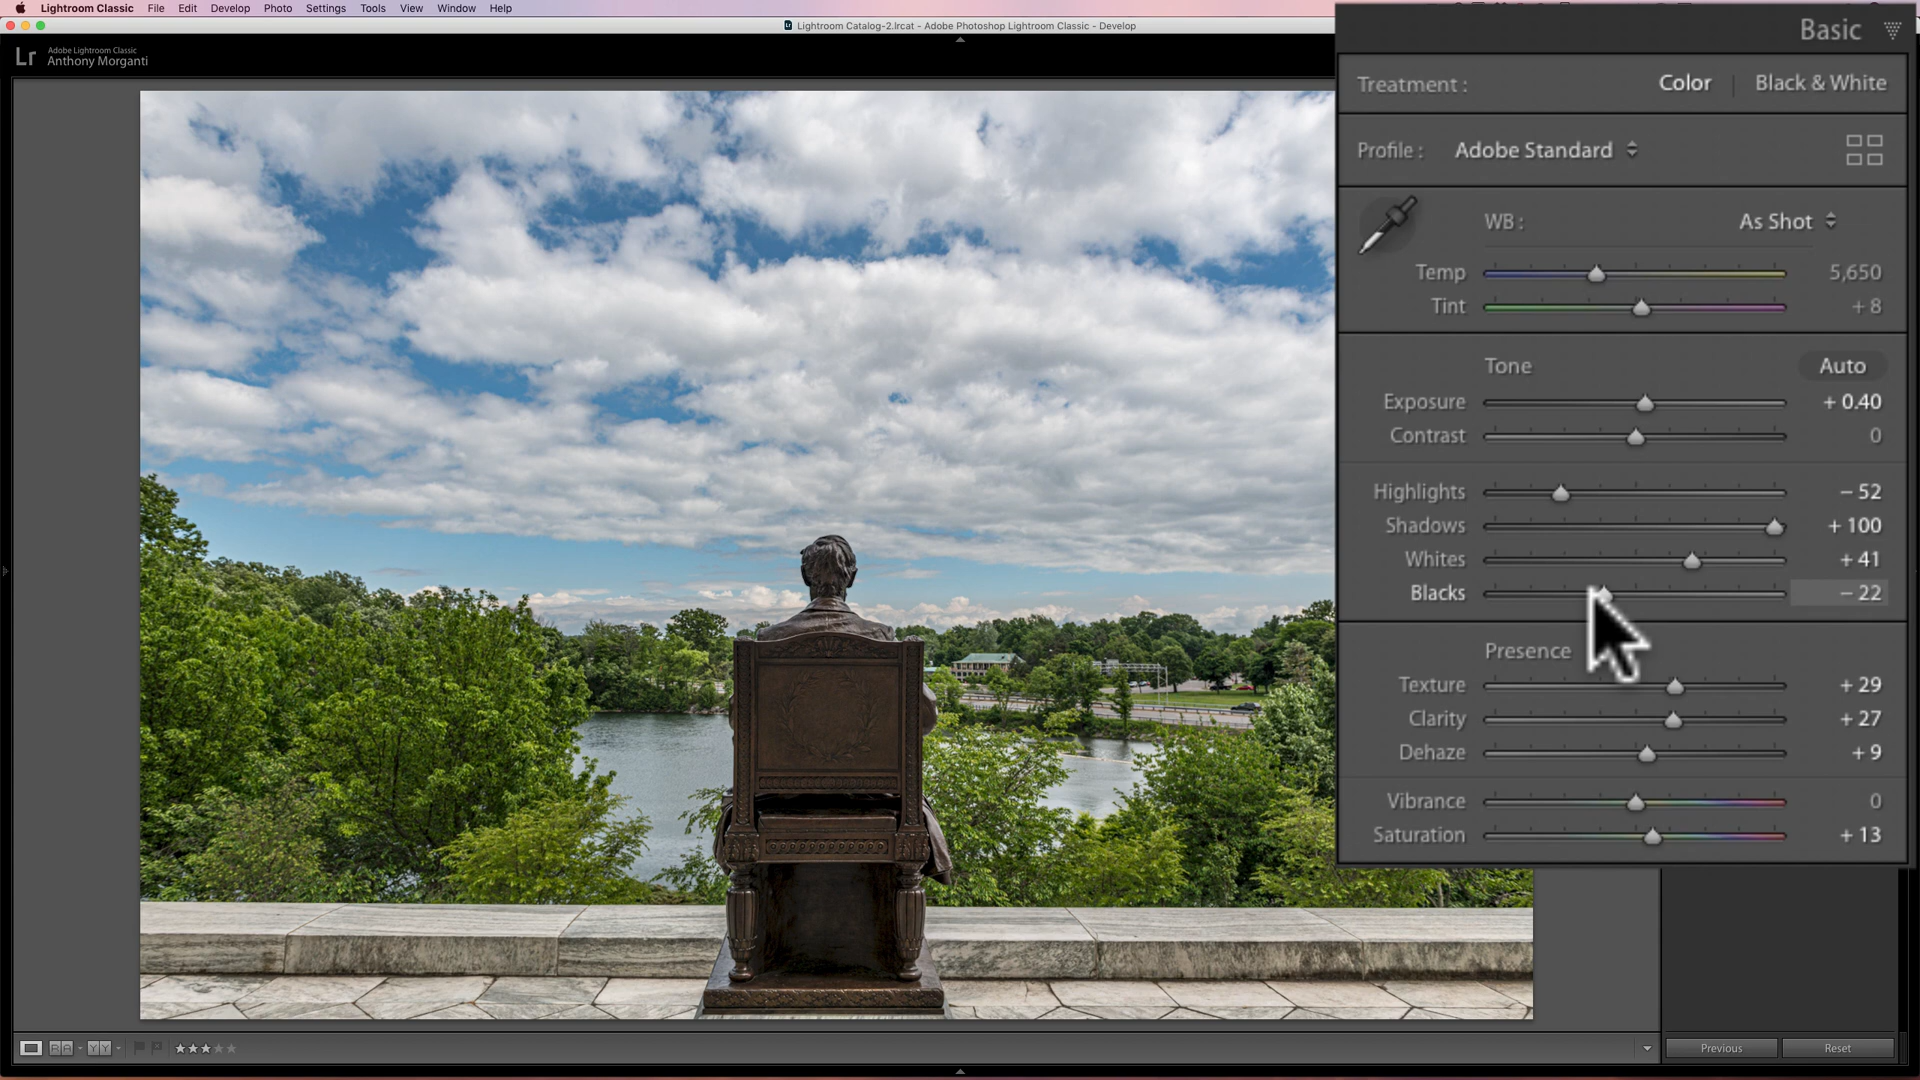 Lightroom Classic File Edit Develop Photo Settings Tools View Window Help
Lightroom Catalog-2.lrcat - Adobe Photoshop Lightroom Classic - Develop
Lr Adobe Lightroom Classic
Anthony Morganti
Basic
Treatment : Color Black & White
Profile : Adobe Standard
WB : As Shot
Temp 5,650
Tint + 8
Tone Auto
Exposure + 0.40
Contrast 0
Highlights − 52
Shadows + 100
Whites + 41
Blacks − 22
Presence
Texture + 29
Clarity + 27
Dehaze + 9
Vibrance 0
Saturation + 13
R A Y Y Previous Reset